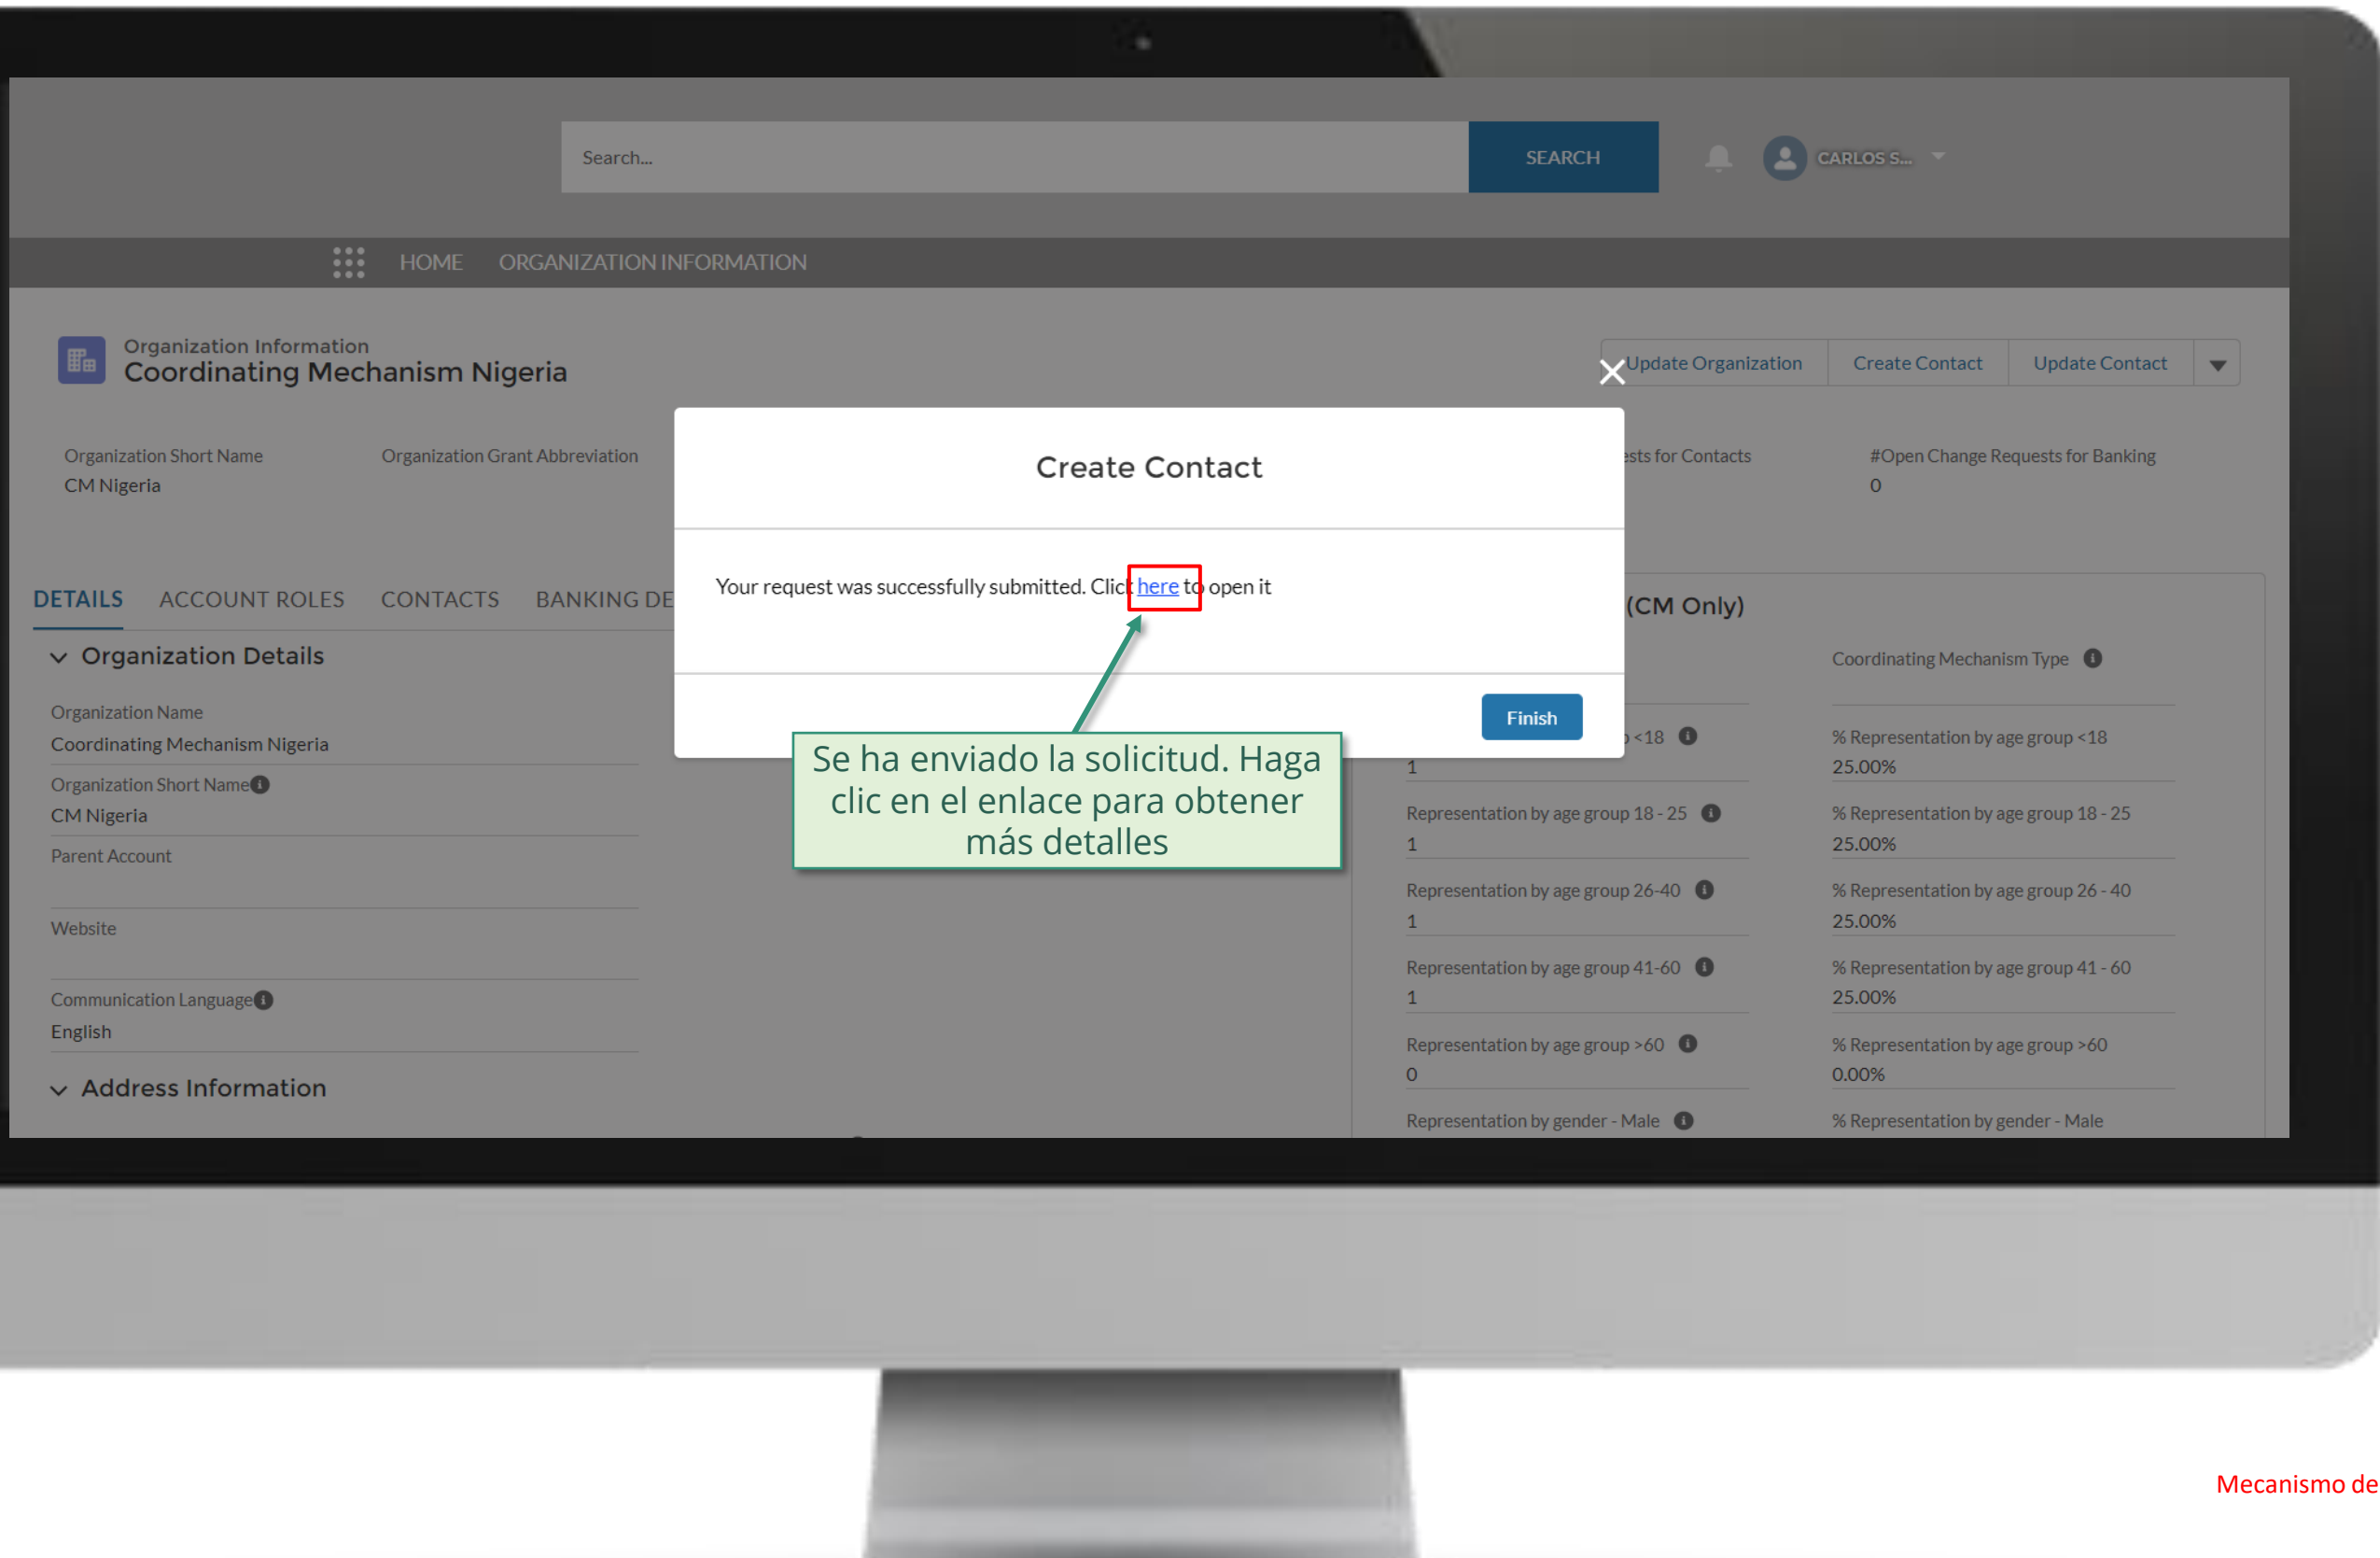 Search...
SEARCH
CARLOS S...
HOME ORGANIZATION INFORMATION
Organization Information
Coordinating Mechanism Nigeria
Update Organization Create Contact Update Contact
Organization Short Name Organization Grant Abbreviation
CM Nigeria
ests for Contacts #Open Change Requests for Banking
0
Create Contact
Your request was successfully submitted. Click here to open it
Finish
Se ha enviado la solicitud. Haga
clic en el enlace para obtener
más detalles
DETAILS ACCOUNT ROLES CONTACTS BANKING DE
Organization Details
Organization Name
Coordinating Mechanism Nigeria
Organization Short Name
CM Nigeria
Parent Account
Website
Communication Language
English
Address Information
(CM Only)
Coordinating Mechanism Type
<18 % Representation by age group <18
1 25.00%
Representation by age group 18 - 25 % Representation by age group 18 - 25
1 25.00%
Representation by age group 26-40 % Representation by age group 26 - 40
1 25.00%
Representation by age group 41-60 % Representation by age group 41 - 60
1 25.00%
Representation by age group >60 % Representation by age group >60
0 0.00%
Representation by gender - Male % Representation by gender - Male
Mecanismo de